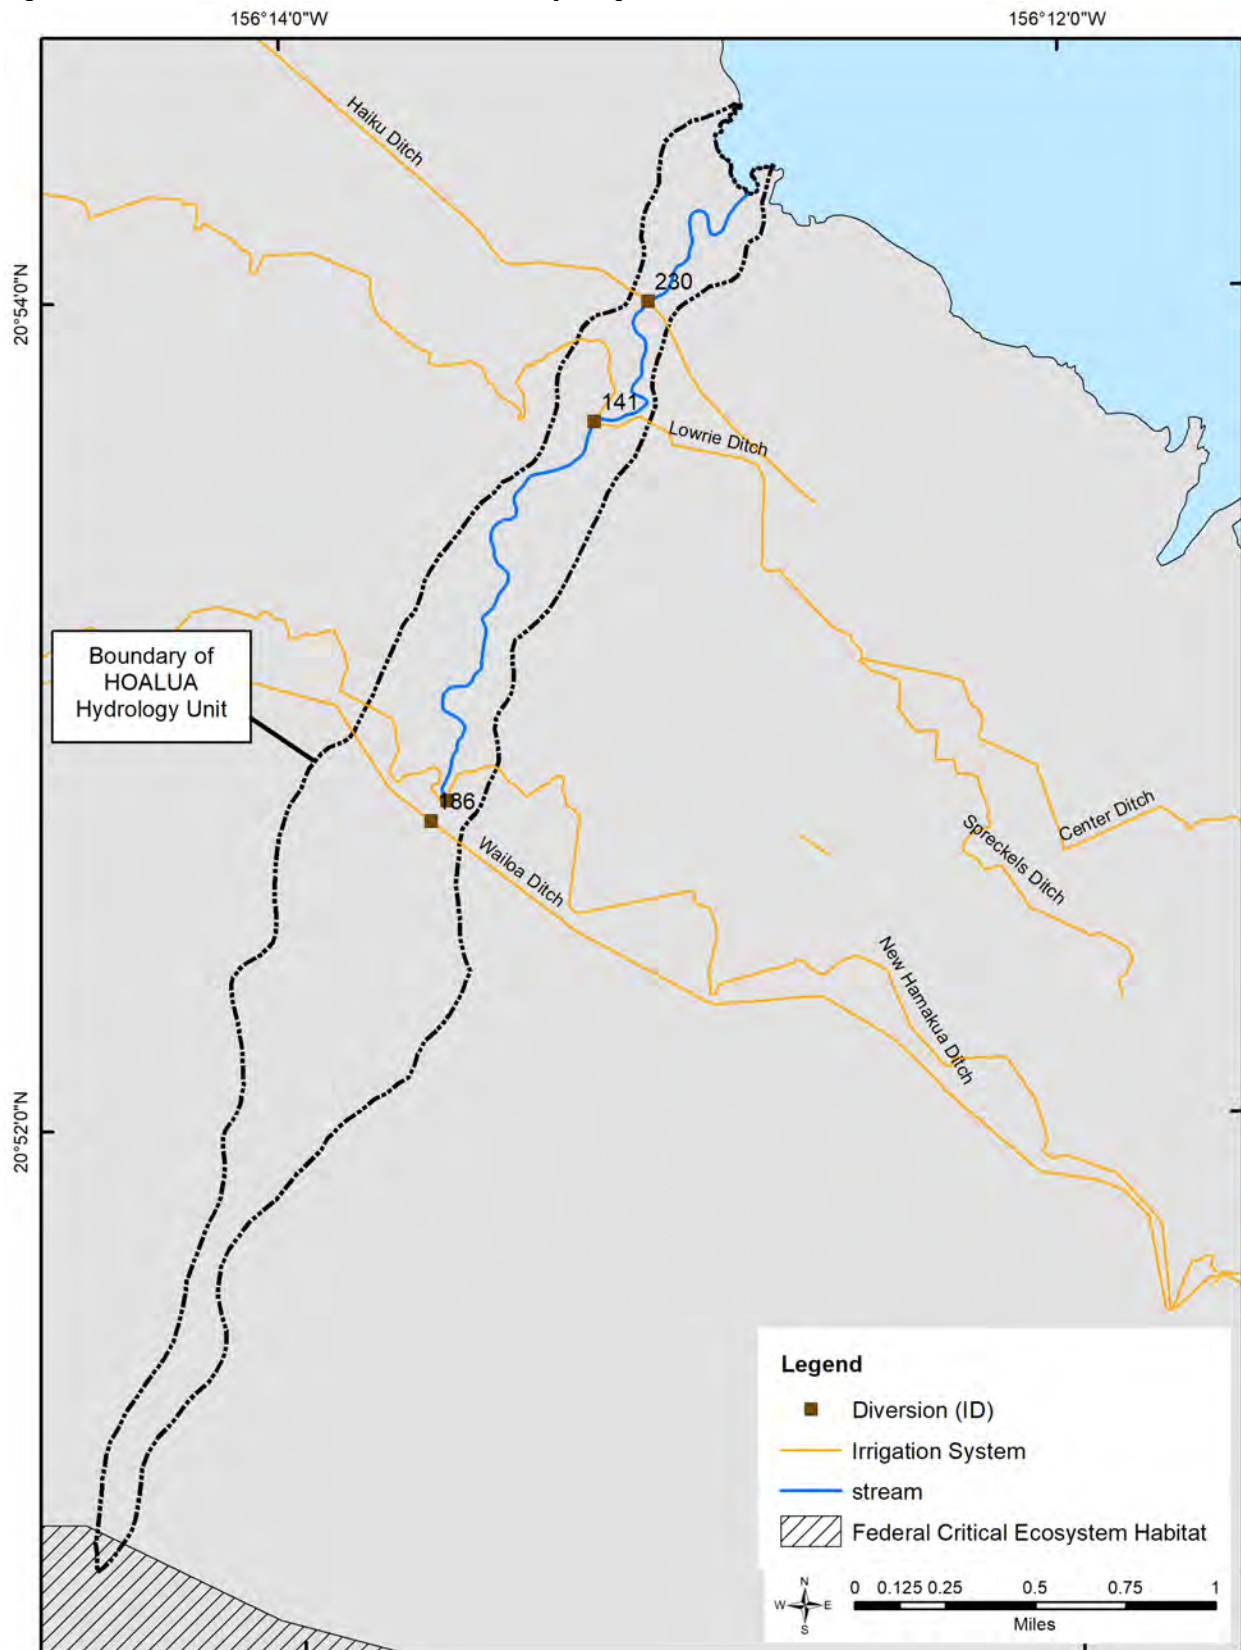 156°14'0"W
156°12'0"W
Haiku Ditch
20°54'0"N
230
141
Lowrie Ditch
Boundary of
HOALUA
Hydrology Unit
186
Wailoa Ditch
Center Ditch
Spreckels Ditch
New Hamakua Ditch
20°52'0"N
Legend
Diversion (ID)
Irrigation System
stream
Federal Critical Ecosystem Habitat
N
W E
S
0 0.125 0.25 0.5 0.75 1
Miles